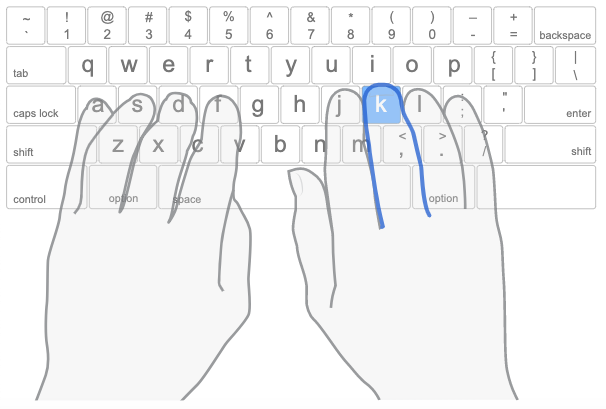 ~ ! @ # $ % ^ & * ( ) – +
` 1 2 3 4 5 6 7 8 9 0 - = backspace
tab q w e r t y u i o p { [ } ] | \
caps lock a s d f g h j k l : ; " ' enter
shift z x c v b n m < , > . ? / shift
control option space option